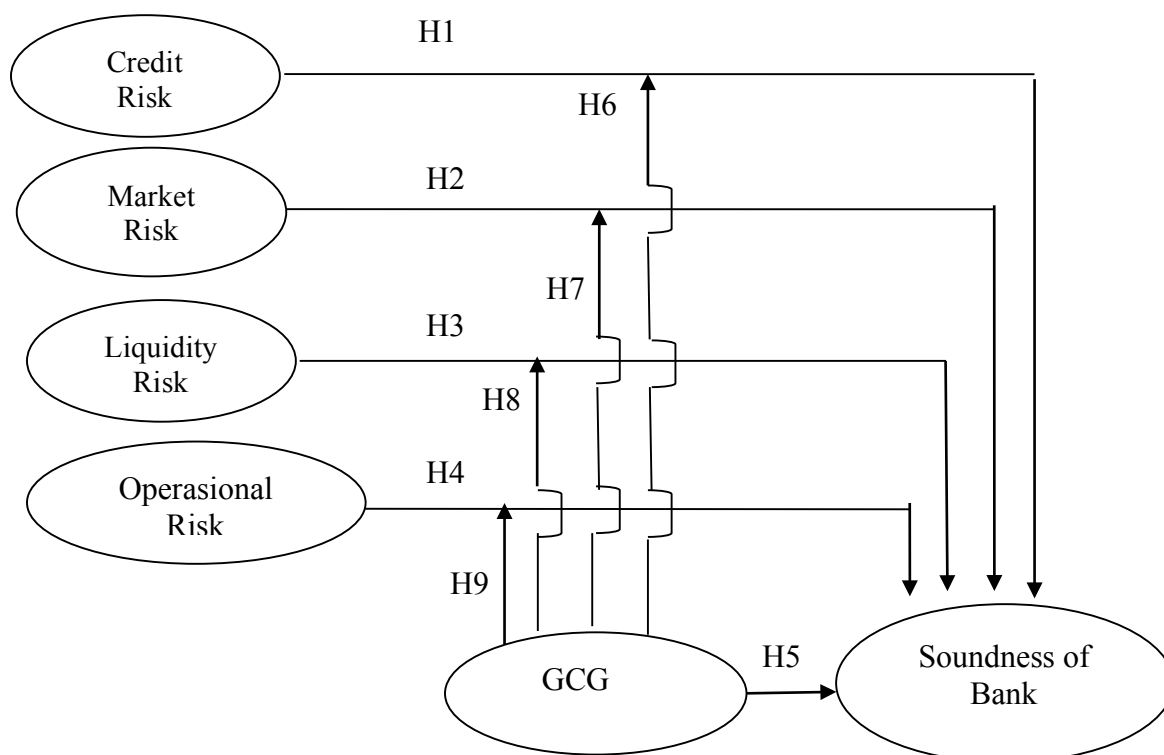 H1
Credit
Risk
H6
H2
Market
Risk
H7
H3
Liquidity
Risk
H8
H4
Operasional
Risk
H9
H5
GCG
Soundness of
Bank